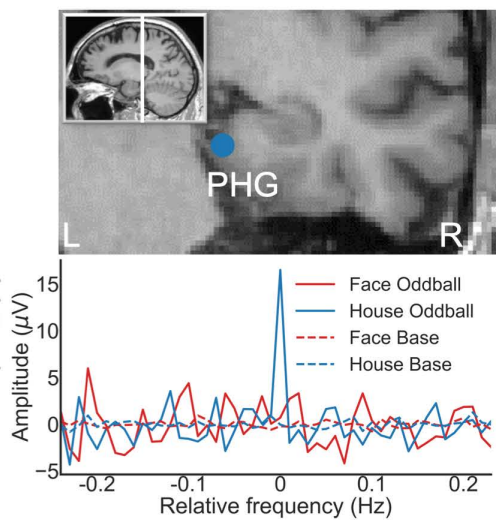 PHG
L R
15
10
5
0
−5
Amplitude (μV)
Face Oddball
House Oddball
Face Base
House Base
-0.2 -0.1 0 0.1 0.2
Relative frequency (Hz)